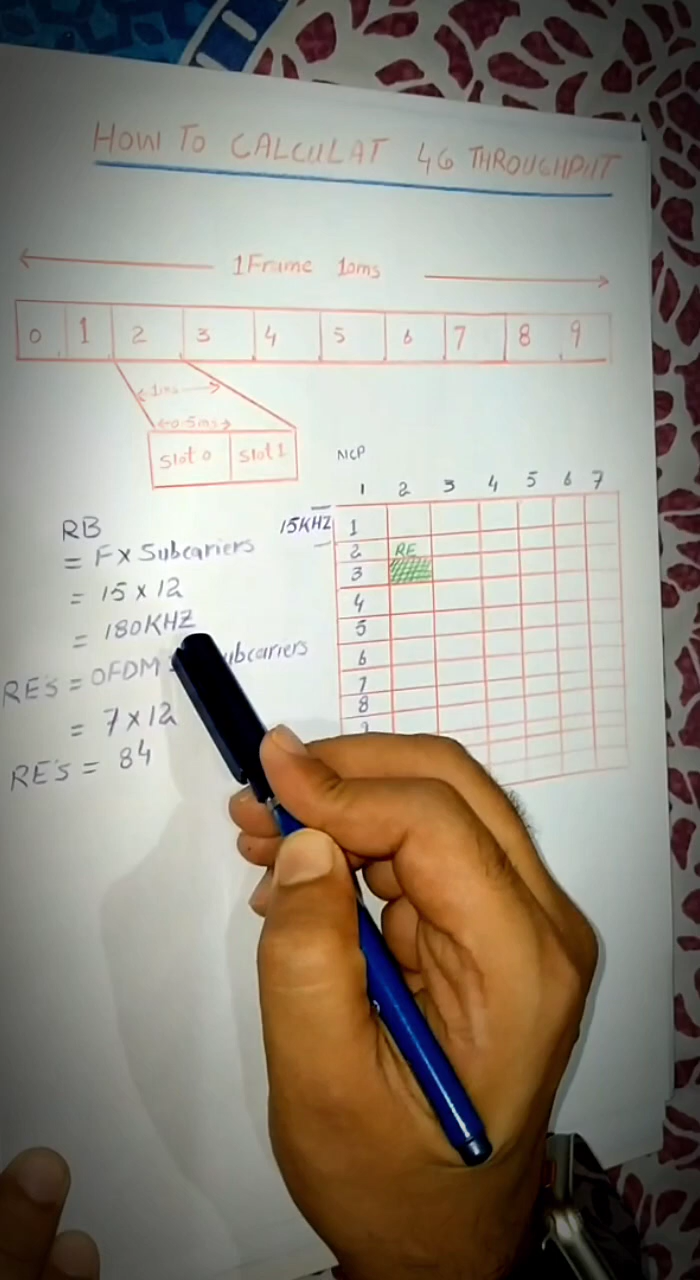 HOW TO CALCULAT 4G THROUGHPUT
1Frame 10ms
0 1 2 3 4 5 6 7 8 9
1ms
0.5ms
Slot 0 Slot 1
NCP
1 2 3 4 5 6 7
15KHZ
1
2 RE
3
4
5
6
7
8
RB
= F X Subcariers
= 15 X 12
= 180KHZ
RE'S = OFDM
= 7 X 12
RE'S = 84